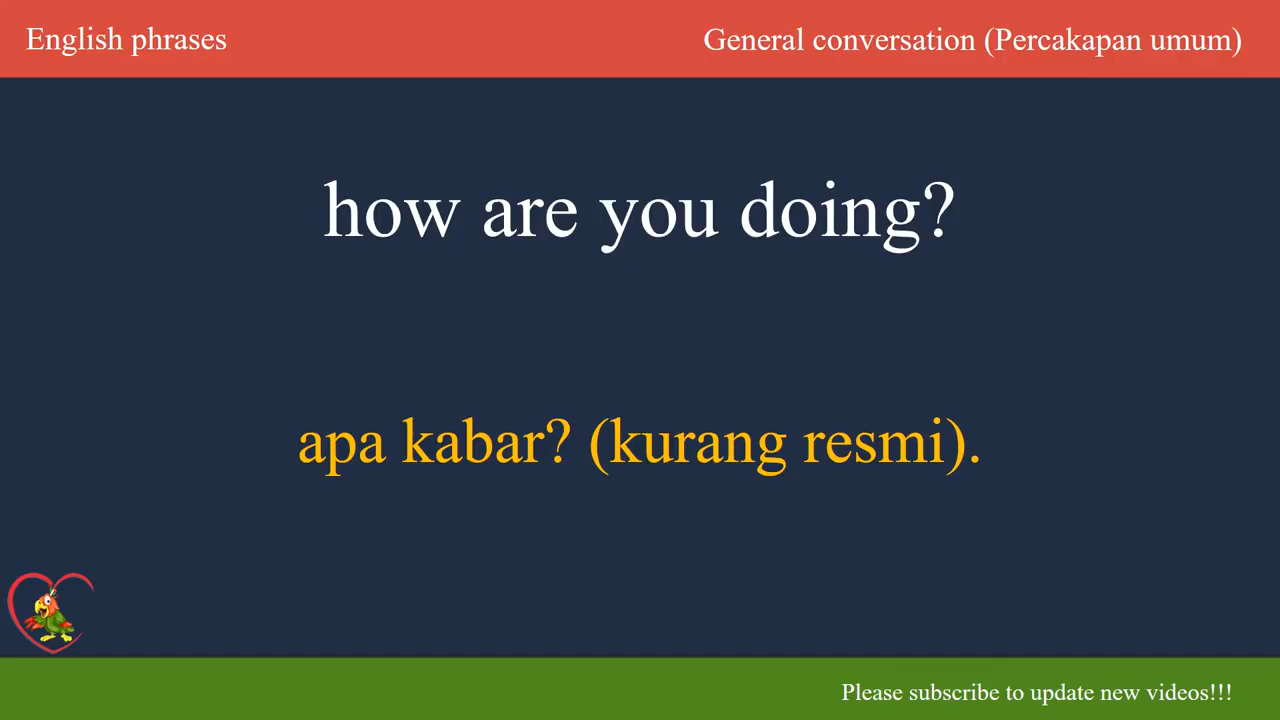 English phrases
General conversation (Percakapan umum)
how are you doing?
apa kabar? (kurang resmi).
Please subscribe to update new videos!!!